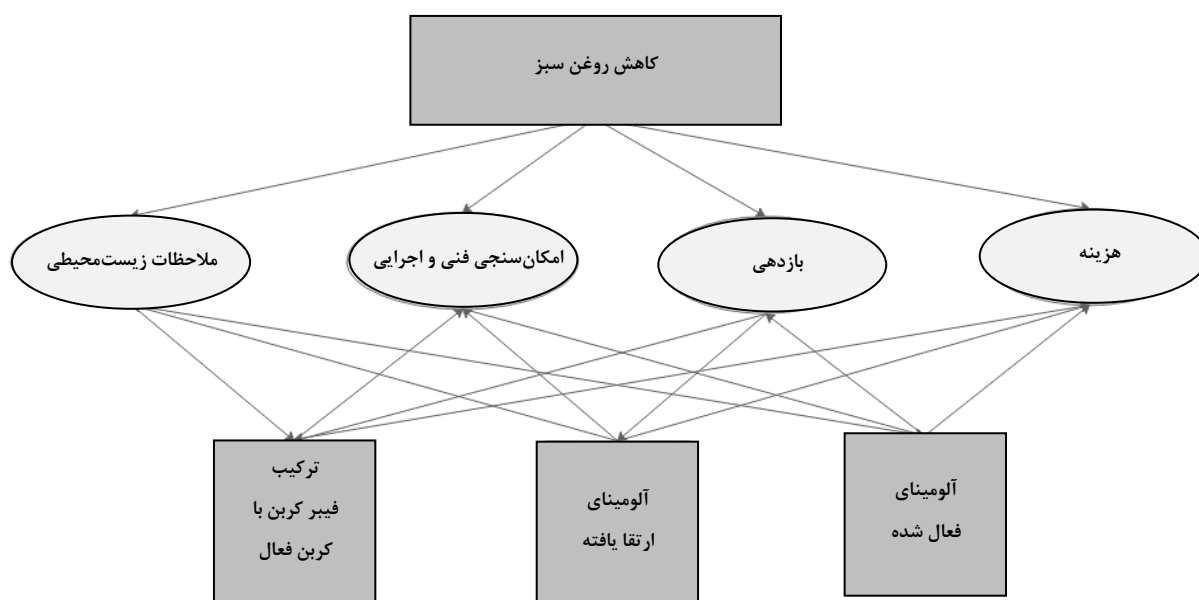 کاهش روغن سبز
هزینه
بازدهی
امکان‌سنجی فنی و اجرایی
ملاحظات زیست‌محیطی
آلومینای
فعال شده
آلومینای
ارتقا یافته
ترکیب
فیبر کربن با
کربن فعال